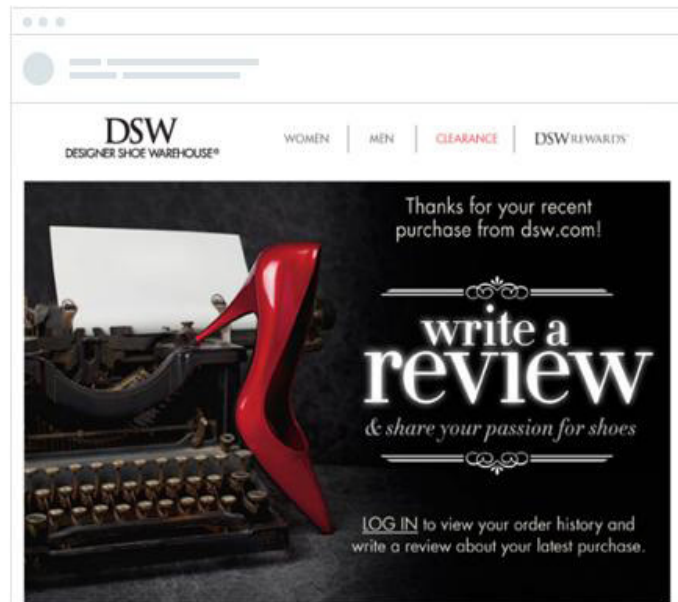 DSW
DESIGNER SHOE WAREHOUSE®
WOMEN
MEN
CLEARANCE
DSW REWARDS™
Thanks for your recent
purchase from dsw.com!
write a
review
& share your passion for shoes
LOG IN to view your order history and
write a review about your latest purchase.